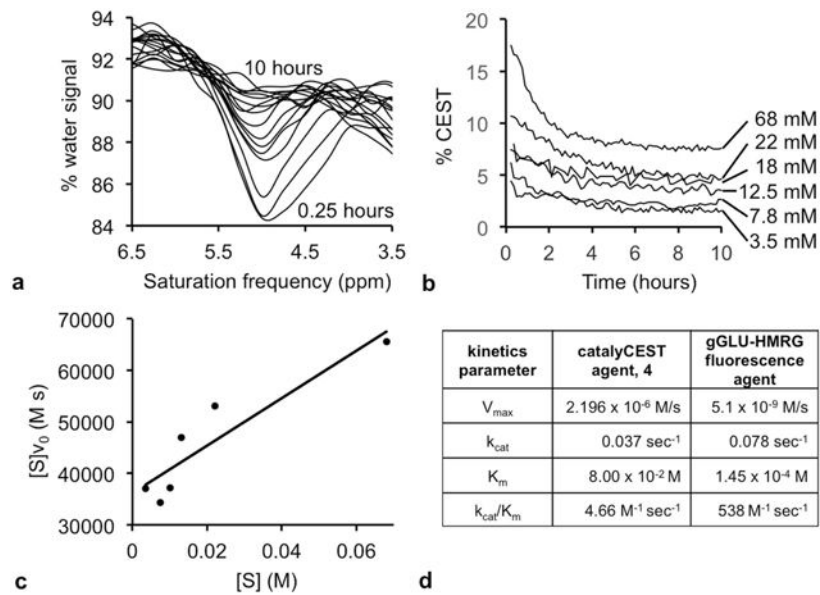 94
92
90
88
86
84
% water signal
10 hours
0.25 hours
6.5 5.5 4.5 3.5
Saturation frequency (ppm)
a
20
15
10
5
0
% CEST
68 mM
22 mM
18 mM
12.5 mM
7.8 mM
3.5 mM
0 2 4 6 8 10
Time (hours)
b
70000
60000
50000
40000
30000
[S]v₀ (M s)
0 0.02 0.04 0.06
[S] (M)
c
kinetics parameter catalyCEST agent, 4 gGLU-HMRG fluorescence agent
Vmax 2.196 x 10⁻⁶ M/s 5.1 x 10⁻⁹ M/s
kcat 0.037 sec⁻¹ 0.078 sec⁻¹
Km 8.00 x 10⁻² M 1.45 x 10⁻⁴ M
kcat/Km 4.66 M⁻¹ sec⁻¹ 538 M⁻¹ sec⁻¹
d